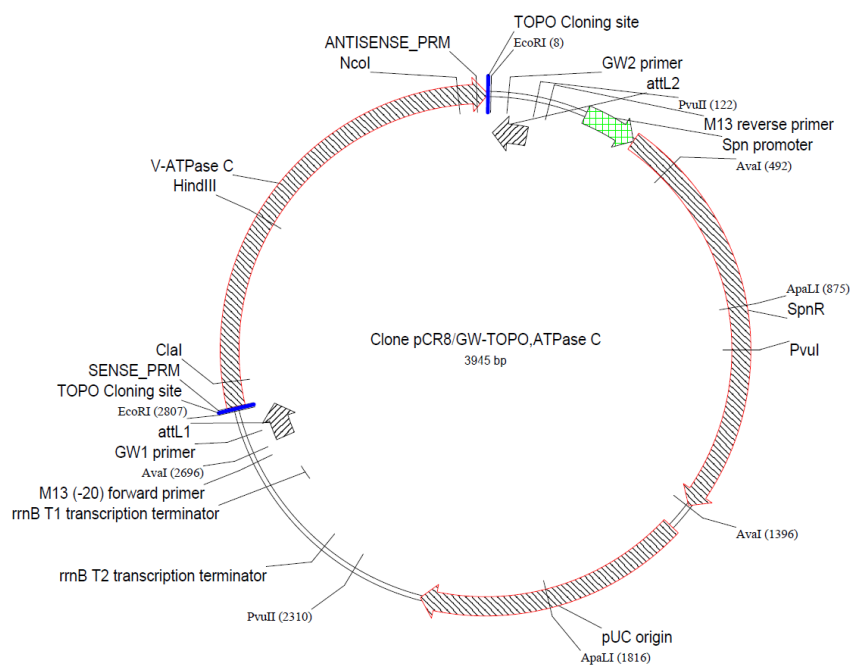 TOPO Cloning site
EcoRI (8)
ANTISENSE_PRM
NcoI
GW2 primer
attL2
PvuII (122)
M13 reverse primer
Spn promoter
AvaI (492)
V-ATPase C
HindIII
ApaLI (875)
SpnR
PvuI
Clone pCR8/GW-TOPO,ATPase C
3945 bp
ClaI
SENSE_PRM
TOPO Cloning site
EcoRI (2807)
attL1
GW1 primer
AvaI (2696)
M13 (-20) forward primer
rrnB T1 transcription terminator
AvaI (1396)
rrnB T2 transcription terminator
PvuII (2310)
pUC origin
ApaLI (1816)